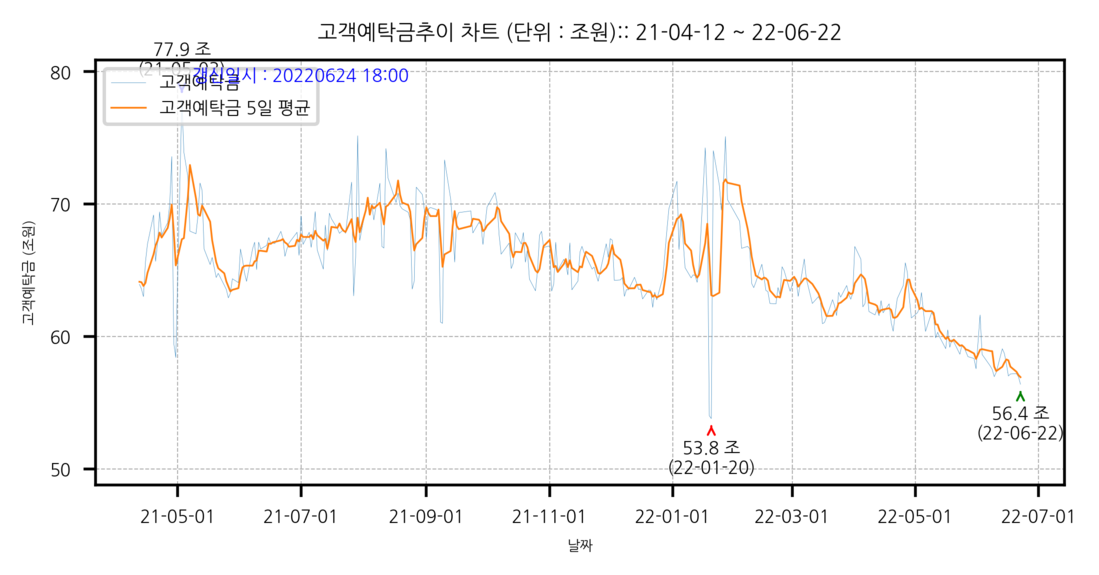 고객예탁금추이 차트 (단위 : 조원):: 21-04-12 ~ 22-06-22
77.9 조
(21-05-03)
갱신일시 : 20220624 18:00
고객예탁금
고객예탁금 5일 평균
고객예탁금 (조원)
80
70
60
50
53.8 조
(22-01-20)
56.4 조
(22-06-22)
21-05-01
21-07-01
21-09-01
21-11-01
22-01-01
22-03-01
22-05-01
22-07-01
날짜